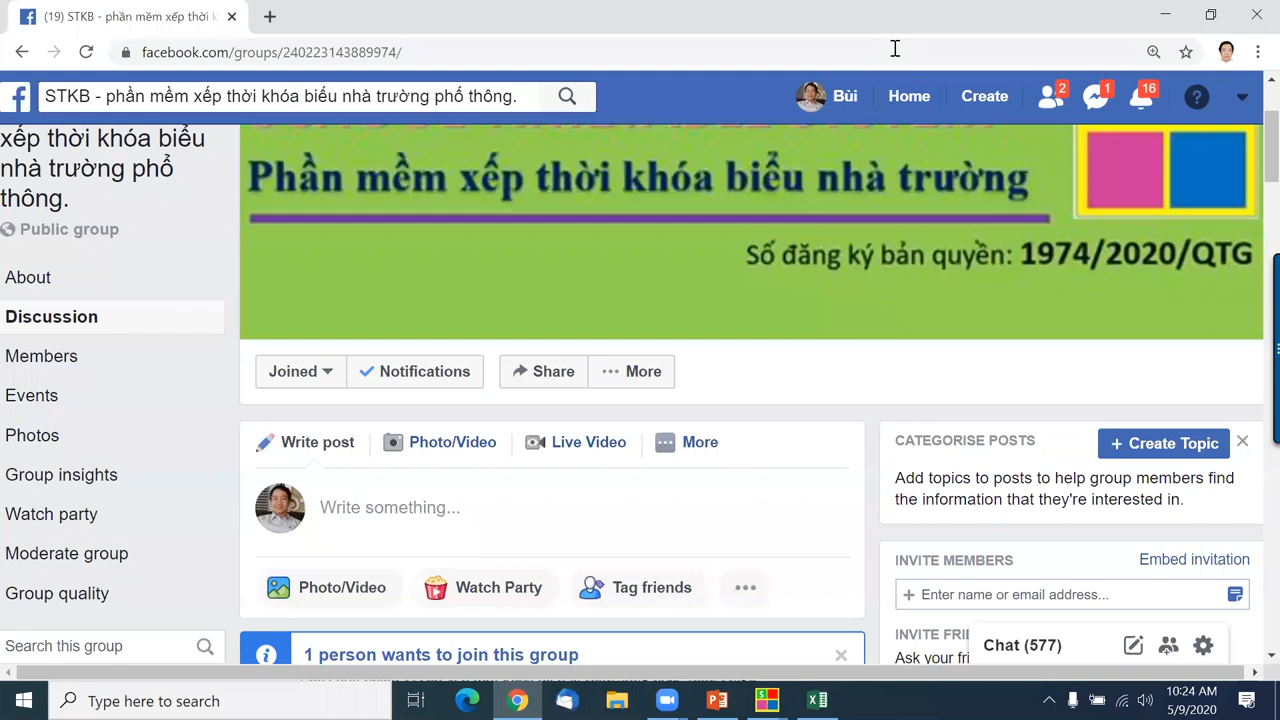 (19) STKB - phần mềm xếp thời k
facebook.com/groups/240223143889974/
STKB - phần mềm xếp thời khóa biểu nhà trường phổ thông.
Bùi
Home
Create
2
1
16
xếp thời khóa biểu
nhà trường phổ
thông.
Public group
About
Discussion
Members
Events
Photos
Group insights
Watch party
Moderate group
Group quality
Search this group
Phần mềm xếp thời khóa biểu nhà trường
Số đăng ký bản quyền: 1974/2020/QTG
Joined
Notifications
Share
More
Write post
Photo/Video
Live Video
More
Write something...
Photo/Video
Watch Party
Tag friends
1 person wants to join this group
CATEGORISE POSTS
+ Create Topic
Add topics to posts to help group members find
the information that they're interested in.
INVITE MEMBERS
Embed invitation
+ Enter name or email address...
INVITE FRIE
Ask your fri
Chat (577)
Type here to search
10:24 AM
5/9/2020